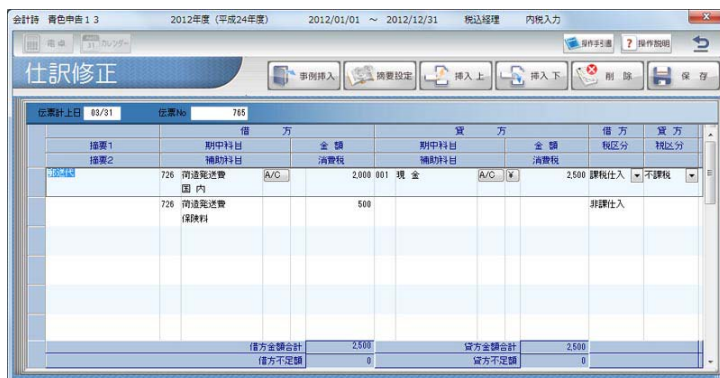 会計詩 青色申告13 2012年度 (平成24年度) 2012/01/01 ~ 2012/12/31 税込経理 内税入力
電卓 カレンダー 操作手引書 ? 操作説明
仕訳修正 事例挿入 摘要設定 挿入上 挿入下 削除 保存
伝票計上日 03/31 伝票No 765
借方 貸方 借方 貸方
摘要1 期中科目 金額 期中科目 金額 税区分 税区分
摘要2 補助科目 消費税 補助科目 消費税
郵送代 726 荷造発送費 A/C 2,000 001 現金 A/C ¥ 2,500 課税仕入 不課税
国内
726 荷造発送費 500 非課仕入
保険料
借方金額合計 2,500 貸方金額合計 2,500
借方不足額 0 貸方不足額 0